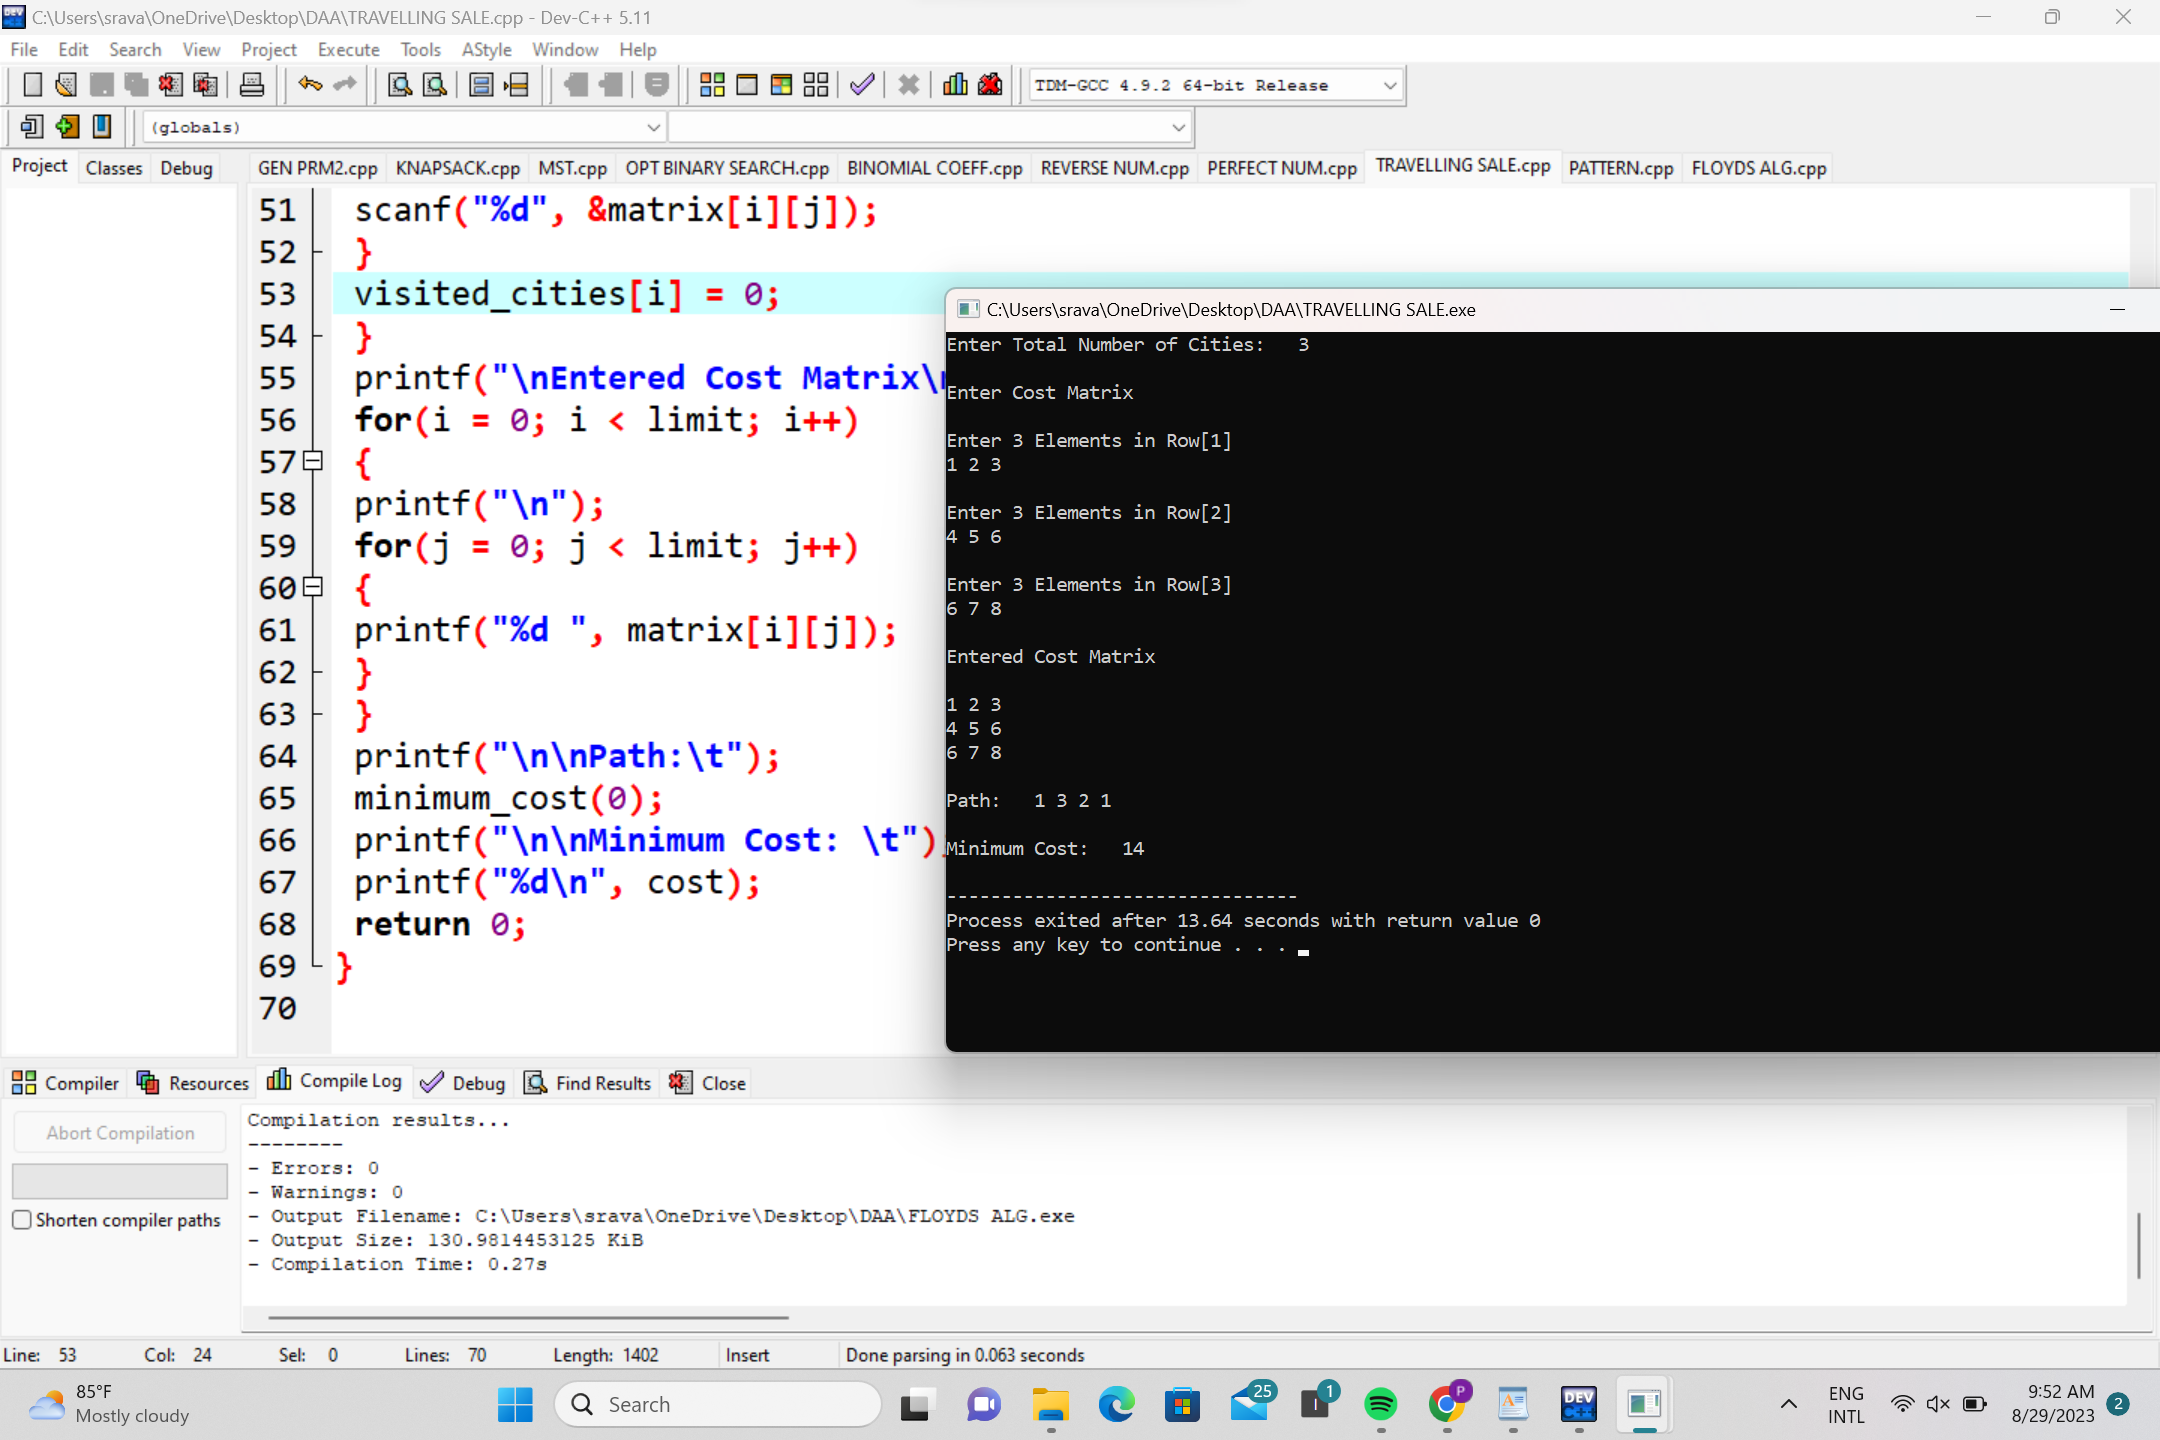 C:\Users\srava\OneDrive\Desktop\DAA\TRAVELLING SALE.cpp - Dev-C++ 5.11
File Edit Search View Project Execute Tools AStyle Window Help
TDM-GCC 4.9.2 64-bit Release
(globals)
Project Classes Debug
GEN PRM2.cpp KNAPSACK.cpp MST.cpp OPT BINARY SEARCH.cpp BINOMIAL COEFF.cpp REVERSE NUM.cpp PERFECT NUM.cpp TRAVELLING SALE.cpp PATTERN.cpp FLOYDS ALG.cpp
51 scanf("%d", &matrix[i][j]);
52 }
53 visited_cities[i] = 0;
54 }
55 printf("\nEntered Cost Matrix\
56 for(i = 0; i < limit; i++)
57 {
58 printf("\n");
59 for(j = 0; j < limit; j++)
60 {
61 printf("%d ", matrix[i][j]);
62 }
63 }
64 printf("\n\nPath:\t");
65 minimum_cost(0);
66 printf("\n\nMinimum Cost: \t")
67 printf("%d\n", cost);
68 return 0;
69 }
70
C:\Users\srava\OneDrive\Desktop\DAA\TRAVELLING SALE.exe
Enter Total Number of Cities: 3
Enter Cost Matrix
Enter 3 Elements in Row[1]
1 2 3
Enter 3 Elements in Row[2]
4 5 6
Enter 3 Elements in Row[3]
6 7 8
Entered Cost Matrix
1 2 3
4 5 6
6 7 8
Path: 1 3 2 1
Minimum Cost: 14
--------------------------------
Process exited after 13.64 seconds with return value 0
Press any key to continue . . .
Compiler Resources Compile Log Debug Find Results Close
Abort Compilation
Shorten compiler paths
Compilation results...
--------
- Errors: 0
- Warnings: 0
- Output Filename: C:\Users\srava\OneDrive\Desktop\DAA\FLOYDS ALG.exe
- Output Size: 130.9814453125 KiB
- Compilation Time: 0.27s
Line: 53 Col: 24 Sel: 0 Lines: 70 Length: 1402 Insert Done parsing in 0.063 seconds
85°F
Mostly cloudy
Search
25
1
P
DEV
C++
ENG
INTL
9:52 AM
8/29/2023
2